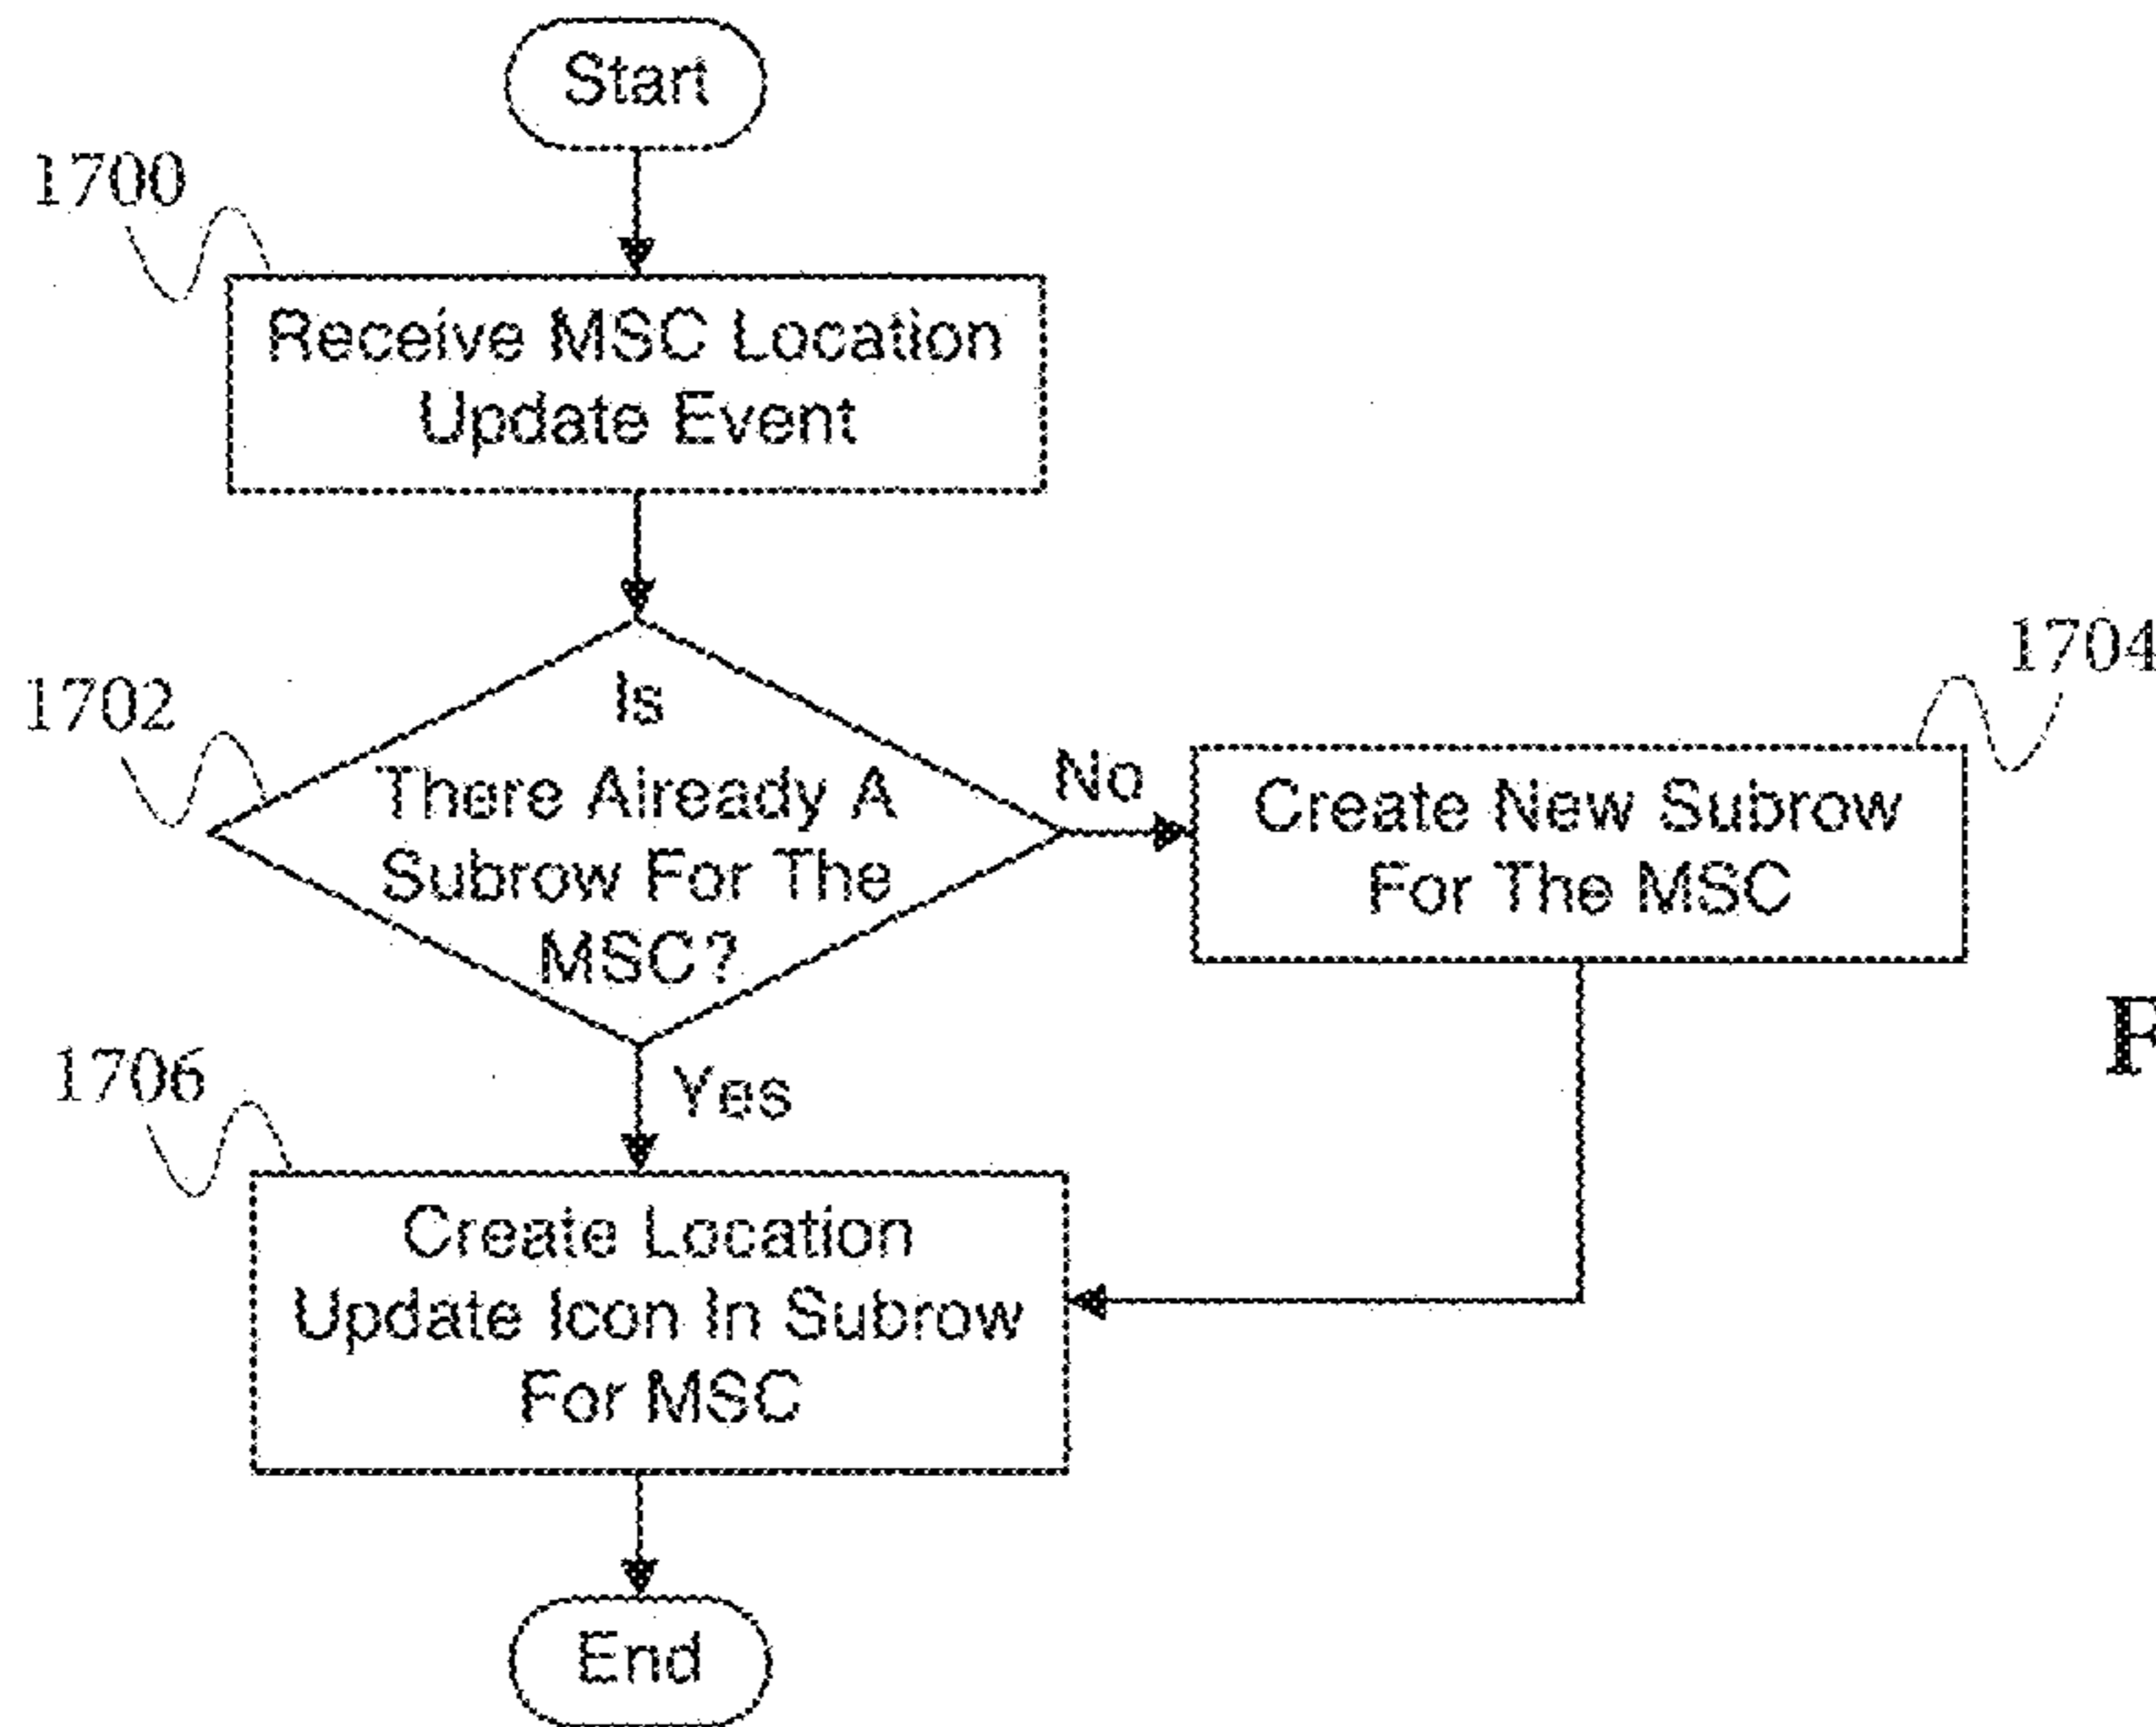 Start
1700
Receive MSC Location
Update Event
1702
Is
There Already A
Subrow For The
MSC?
No
1704
Create New Subrow
For The MSC
Yes
1706
Create Location
Update Icon In Subrow
For MSC
End